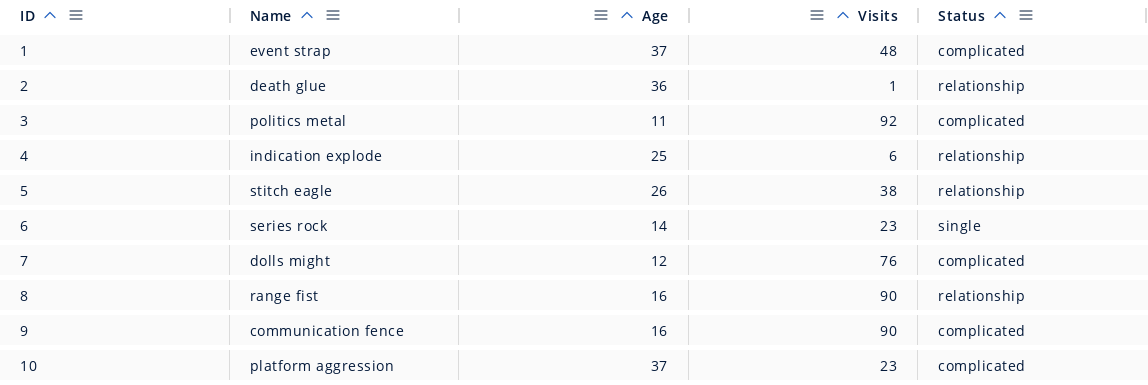 ID Name Age Visits Status
1 event strap 37 48 complicated
2 death glue 36 1 relationship
3 politics metal 11 92 complicated
4 indication explode 25 6 relationship
5 stitch eagle 26 38 relationship
6 series rock 14 23 single
7 dolls might 12 76 complicated
8 range fist 16 90 relationship
9 communication fence 16 90 complicated
10 platform aggression 37 23 complicated